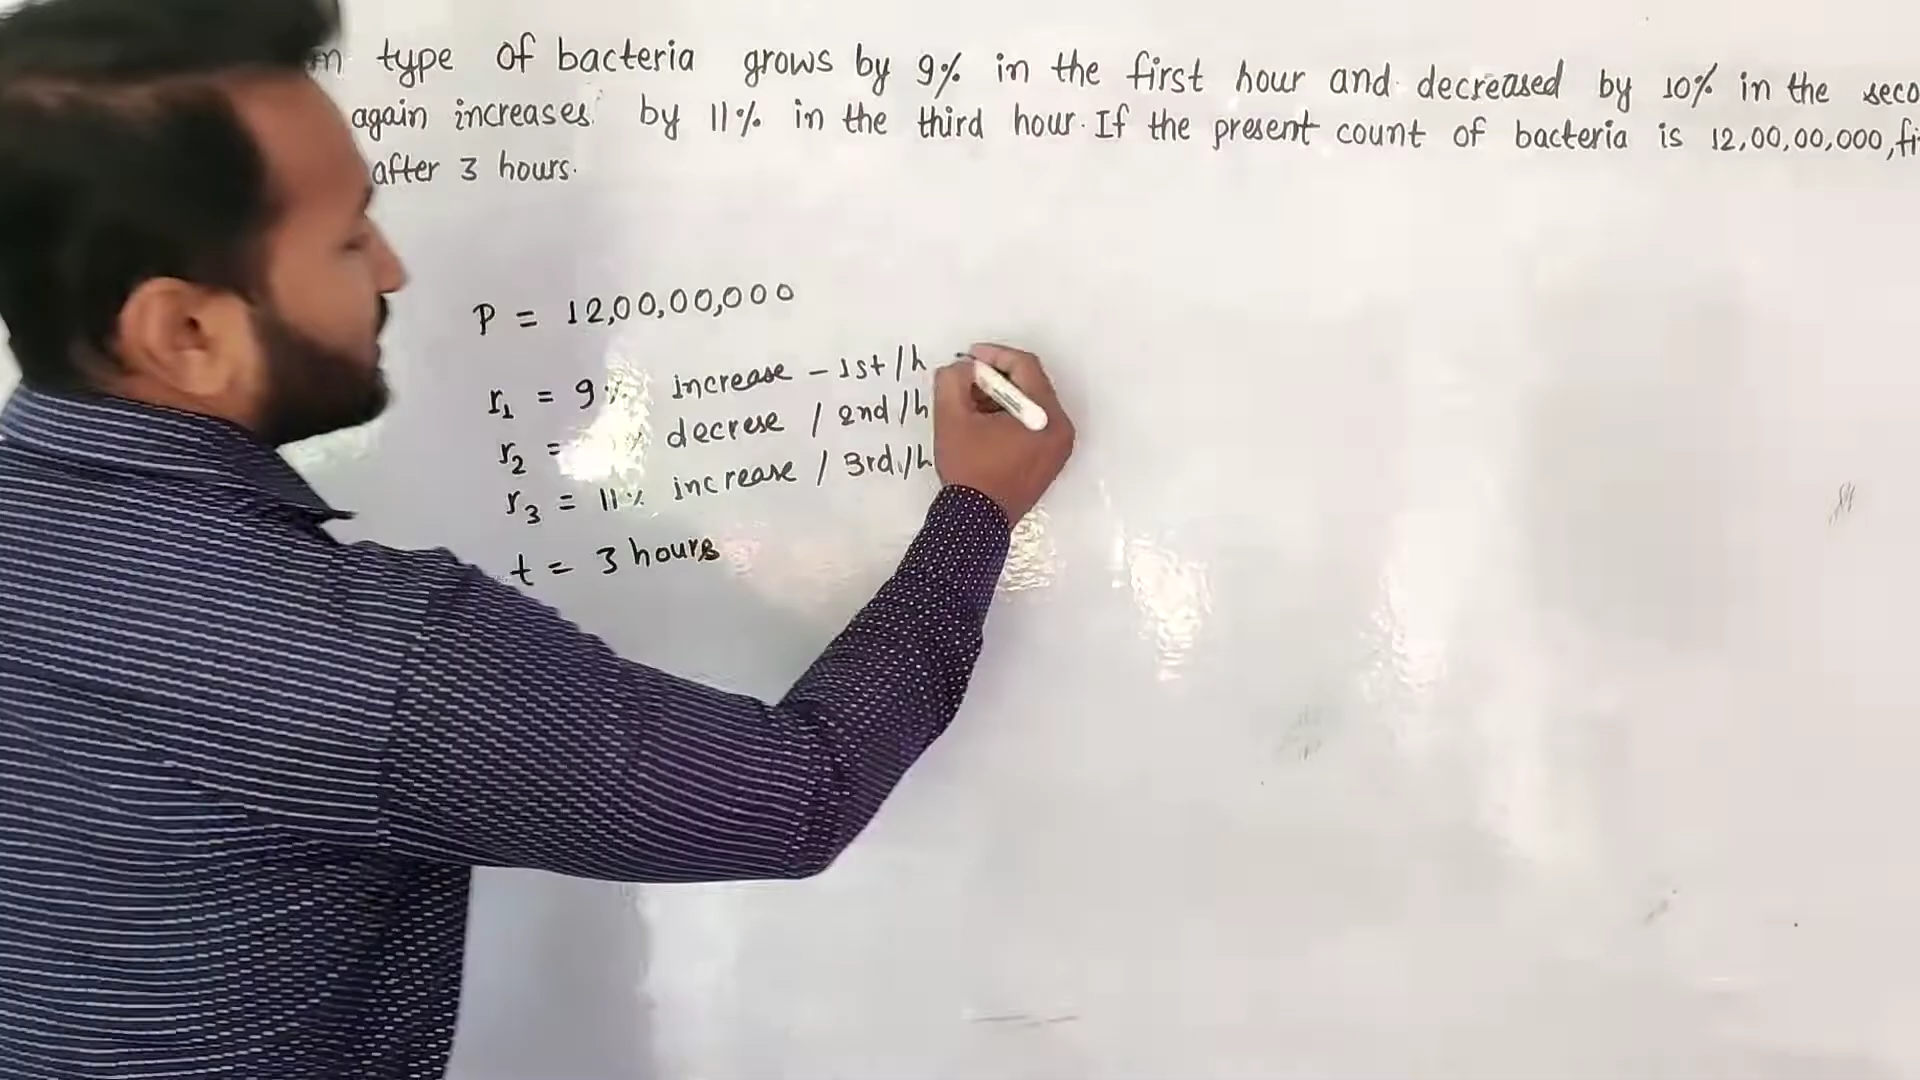 type of bacteria grows by 9% in the first hour and decreased by 10% in the
again increases by 11% in the third hour. If the present count of bacteria is 12,00,00,000,
after 3 hours.
P = 12,00,00,000
r1 = 9% increase - 1st/h
r2 = % decrese / 2nd/h
r3 = 11% increase / 3rd/h
t = 3 hours